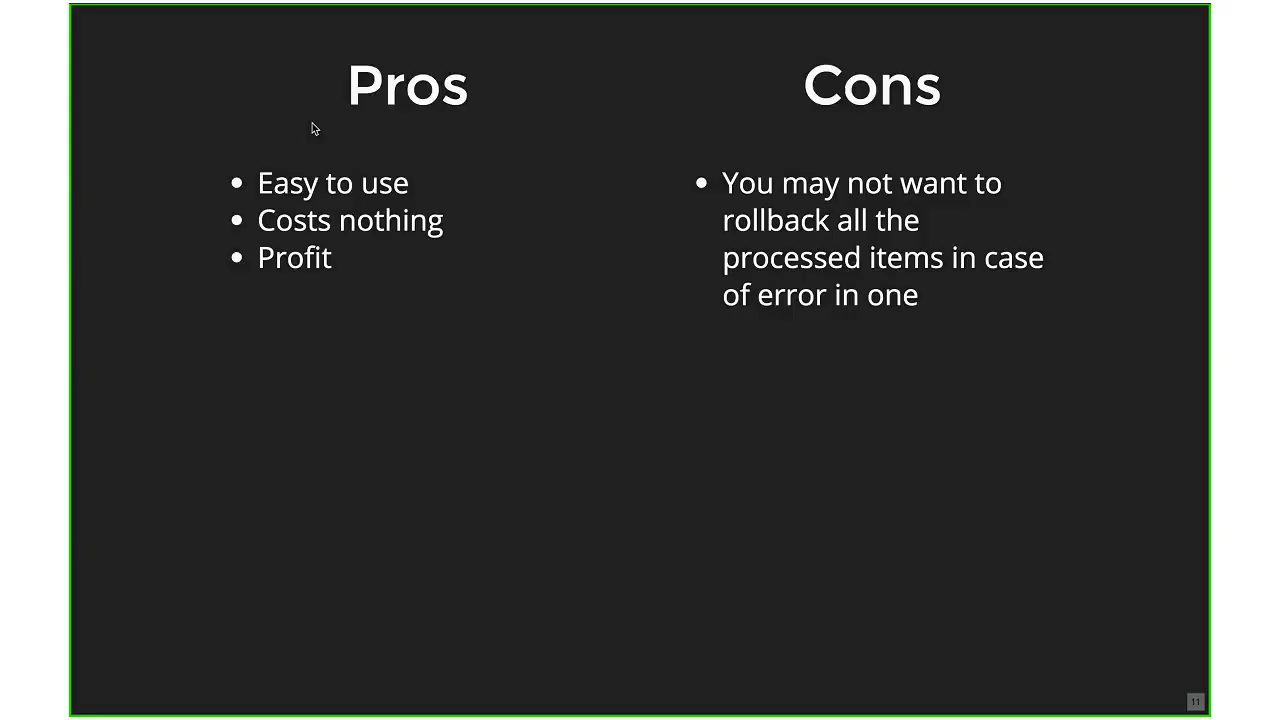 Pros
• Easy to use
• Costs nothing
• Profit
Cons
• You may not want to
rollback all the
processed items in case
of error in one
11